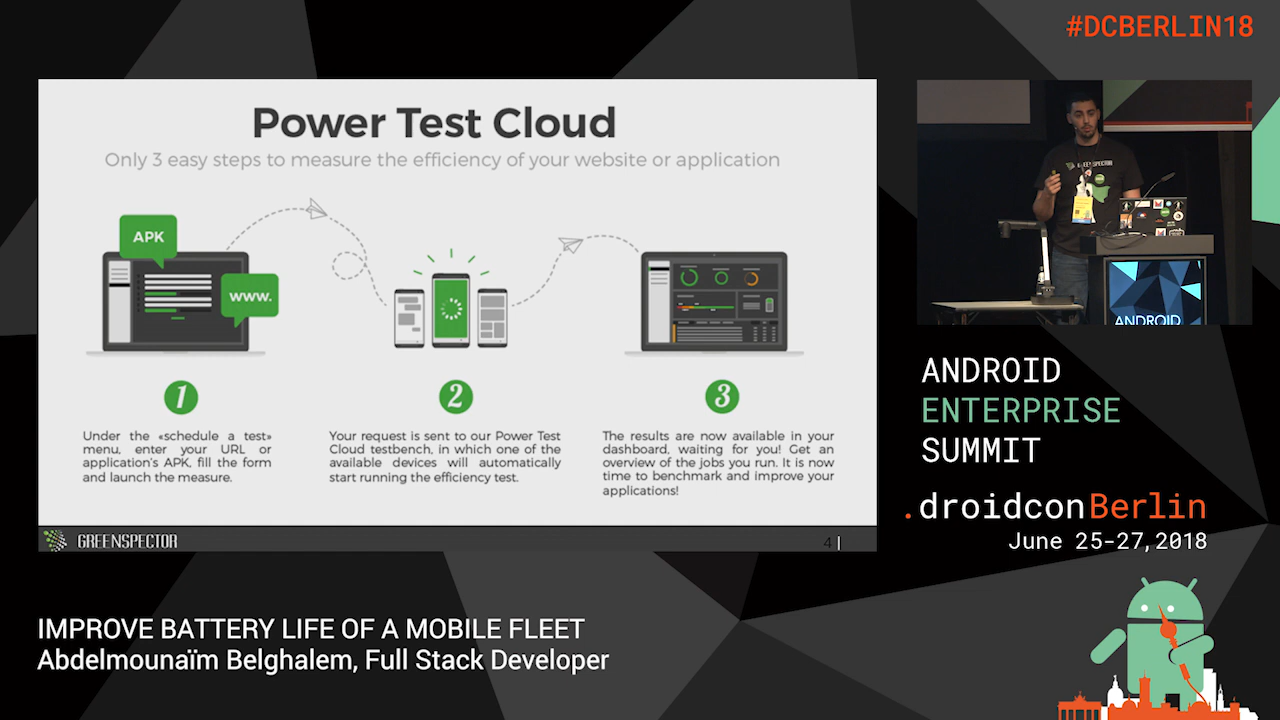 #DCBERLIN18
Power Test Cloud
Only 3 easy steps to measure the efficiency of your website or application
APK
www.
1
2
3
Under the «schedule a test»
menu, enter your URL or
application's APK, fill the form
and launch the measure.
Your request is sent to our Power Test
Cloud testbench, in which one of the
available devices will automatically
start running the efficiency test.
The results are now available in your
dashboard, waiting for you! Get an
overview of the jobs you run. It is now
time to benchmark and improve your
applications!
GREENSPECTOR
4 |
GREENSPECTOR
ANDROID
ANDROID
ENTERPRISE
SUMMIT
.droidconBerlin
June 25-27,2018
IMPROVE BATTERY LIFE OF A MOBILE FLEET
Abdelmounaïm Belghalem, Full Stack Developer